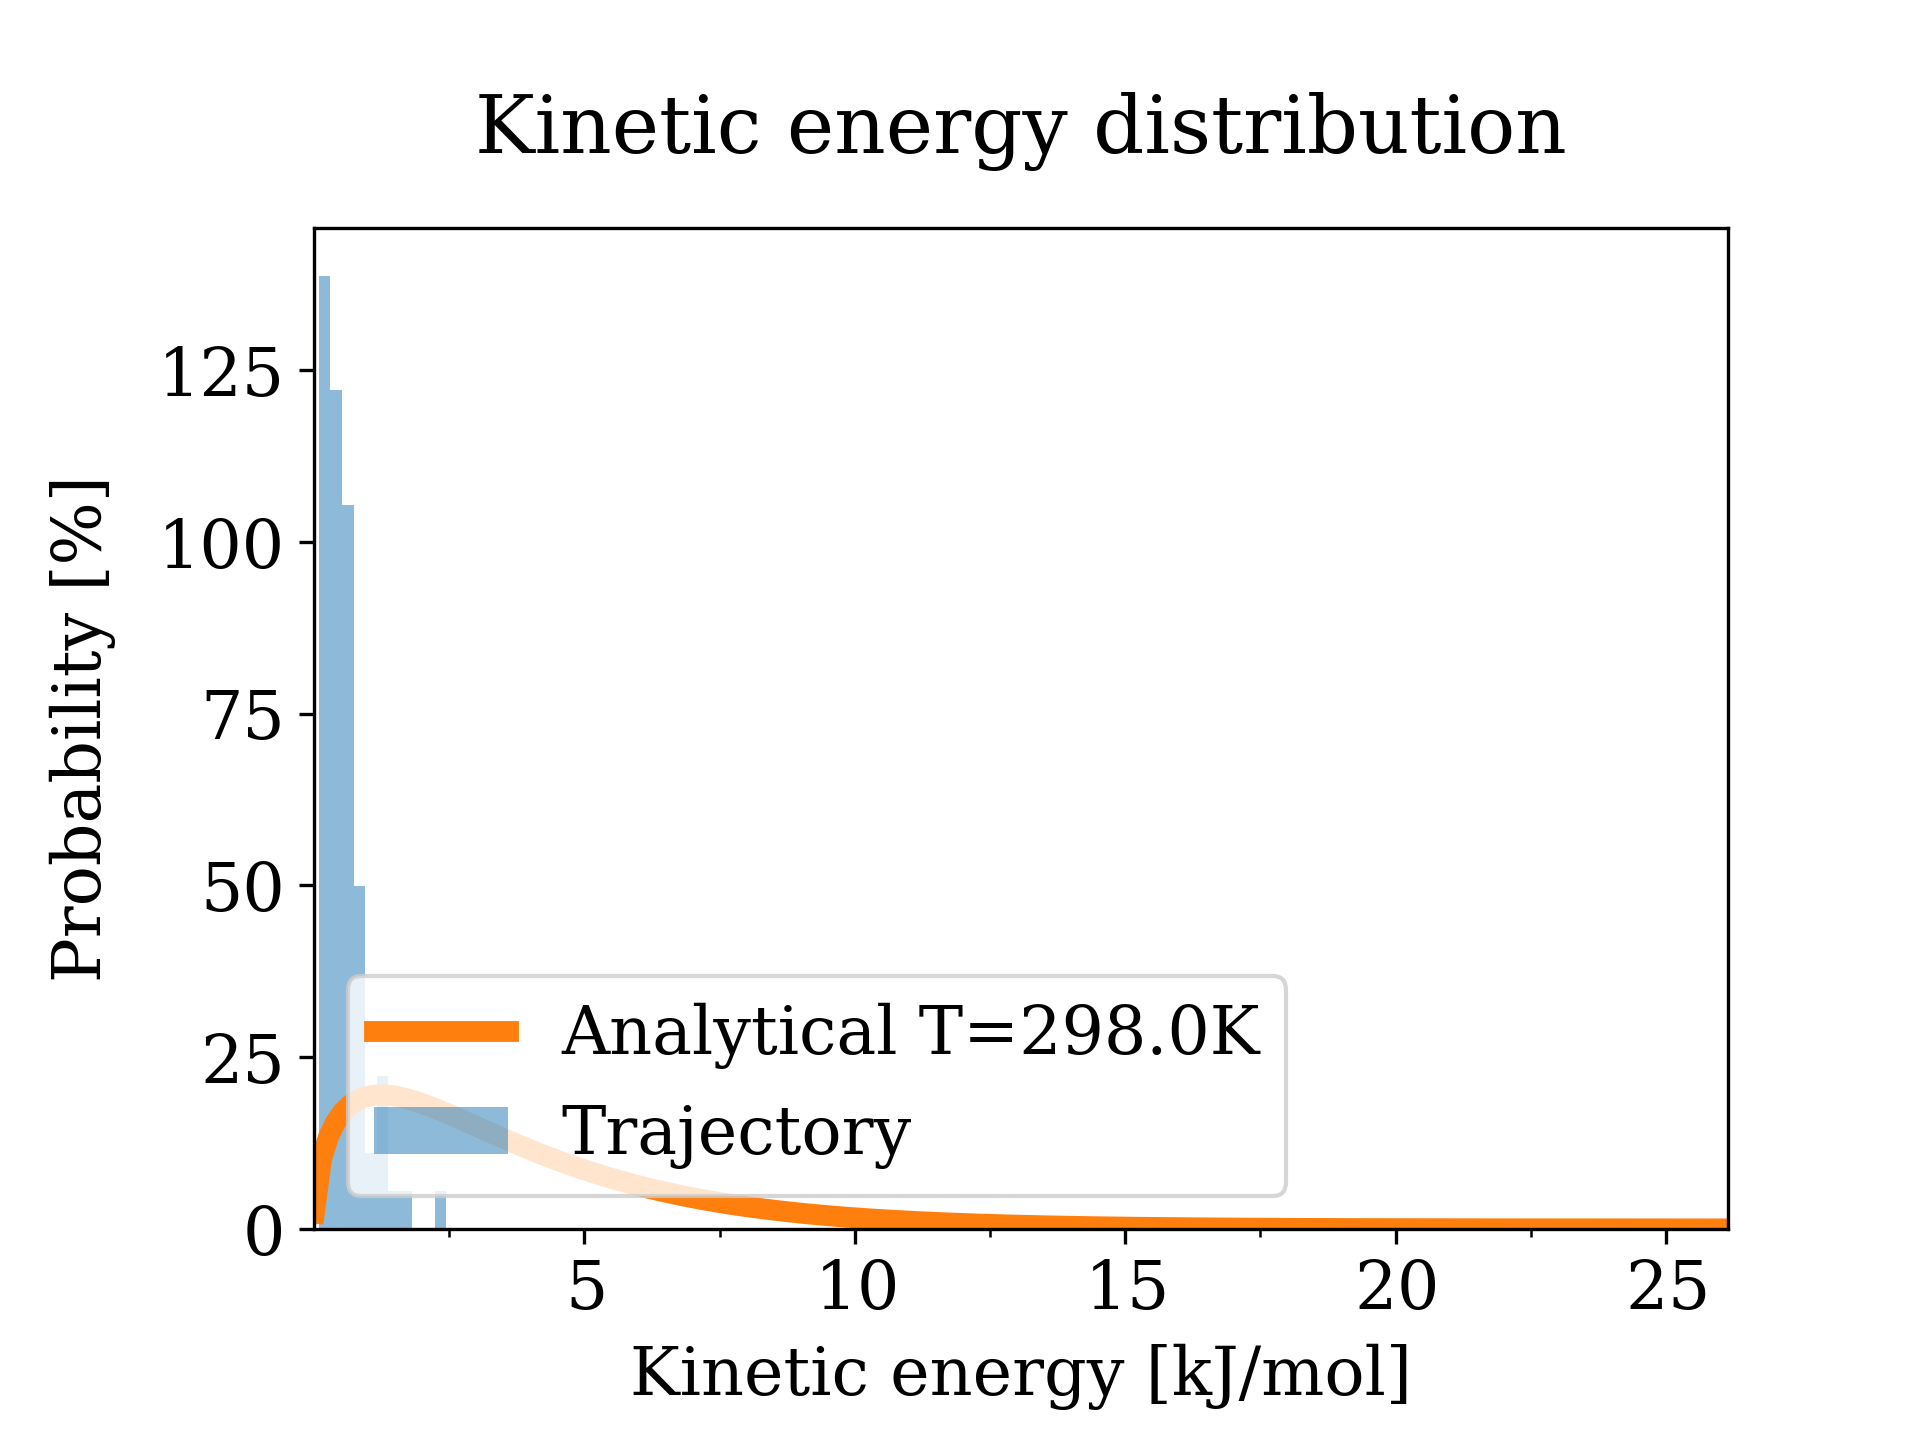 Kinetic energy distribution
Probability [%]
125
100
75
50
25
0
Analytical T=298.0K
Trajectory
5 10 15 20 25
Kinetic energy [kJ/mol]